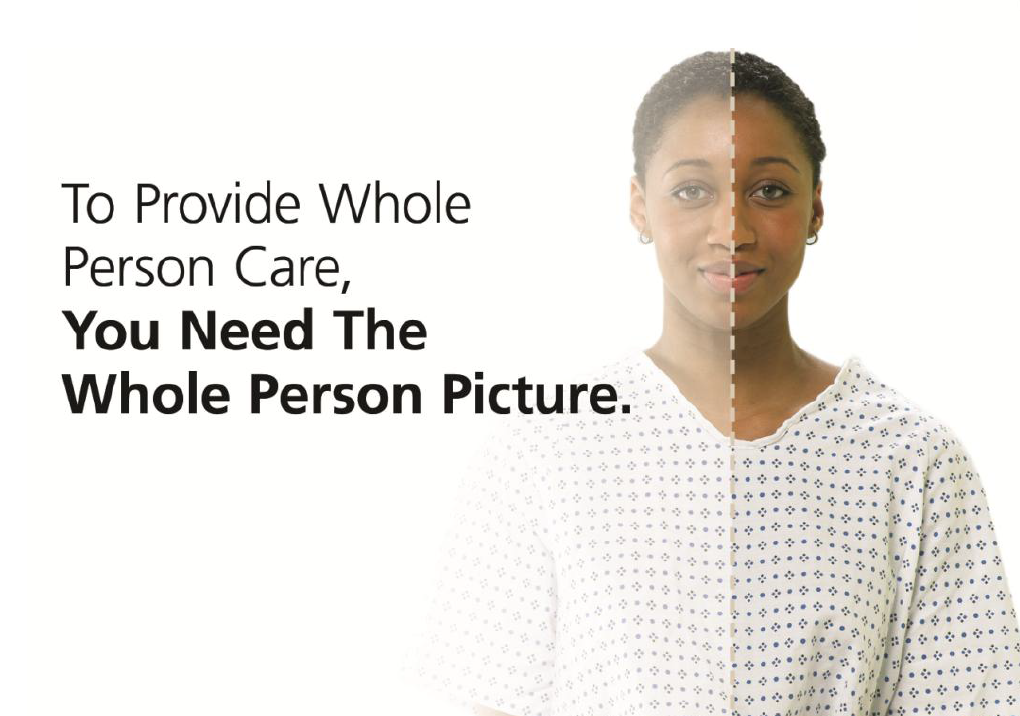 To Provide Whole
Person Care,
You Need The
Whole Person Picture.